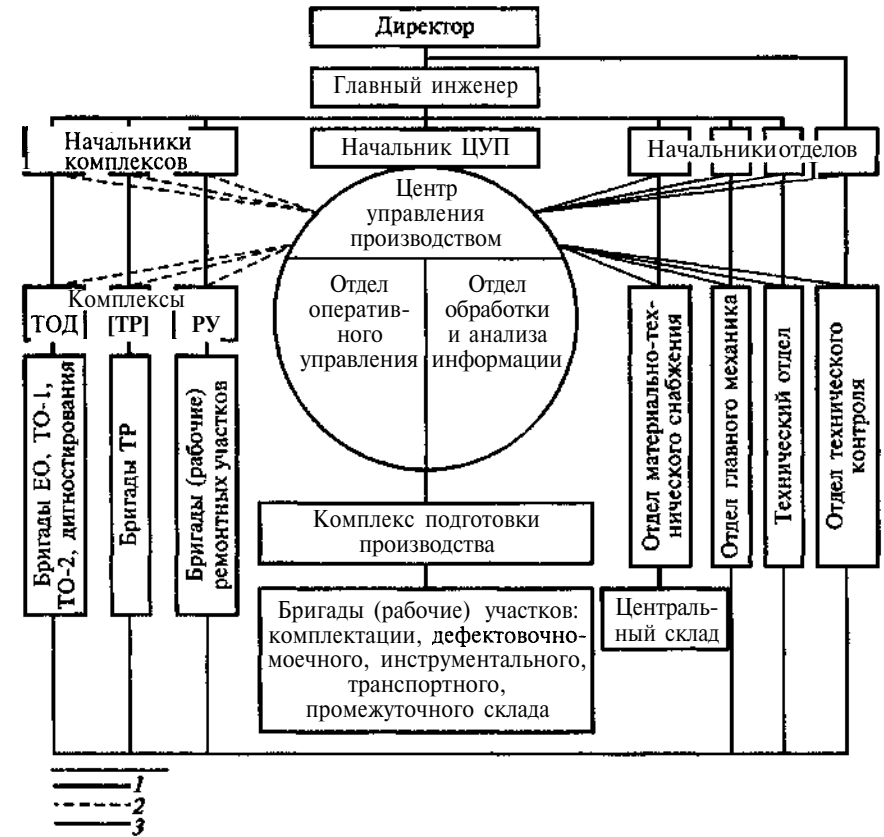 Директор
Главный инженер
Начальники
комплексов
Начальник ЦУП
Начальники отделов
Центр
управления
производством
Отдел
оператив-
ного
управления
Отдел
обработки
и анализа
информации
Комплексы
ТОД
[ТР]
РУ
Бригады ЕО, ТО-1,
ТО-2, дигностирования
Бригады ТР
Бригады (рабочие)
ремонтных участков
Отдел материально-тех-
нического снабжения
Отдел главного механика
Технический отдел
Отдел технического
контроля
Комплекс подготовки
производства
Бригады (рабочие) участков:
комплектации, дефектовочно-
моечного, инструментального,
транспортного,
промежуточного склада
Централь-
ный склад
1
2
3